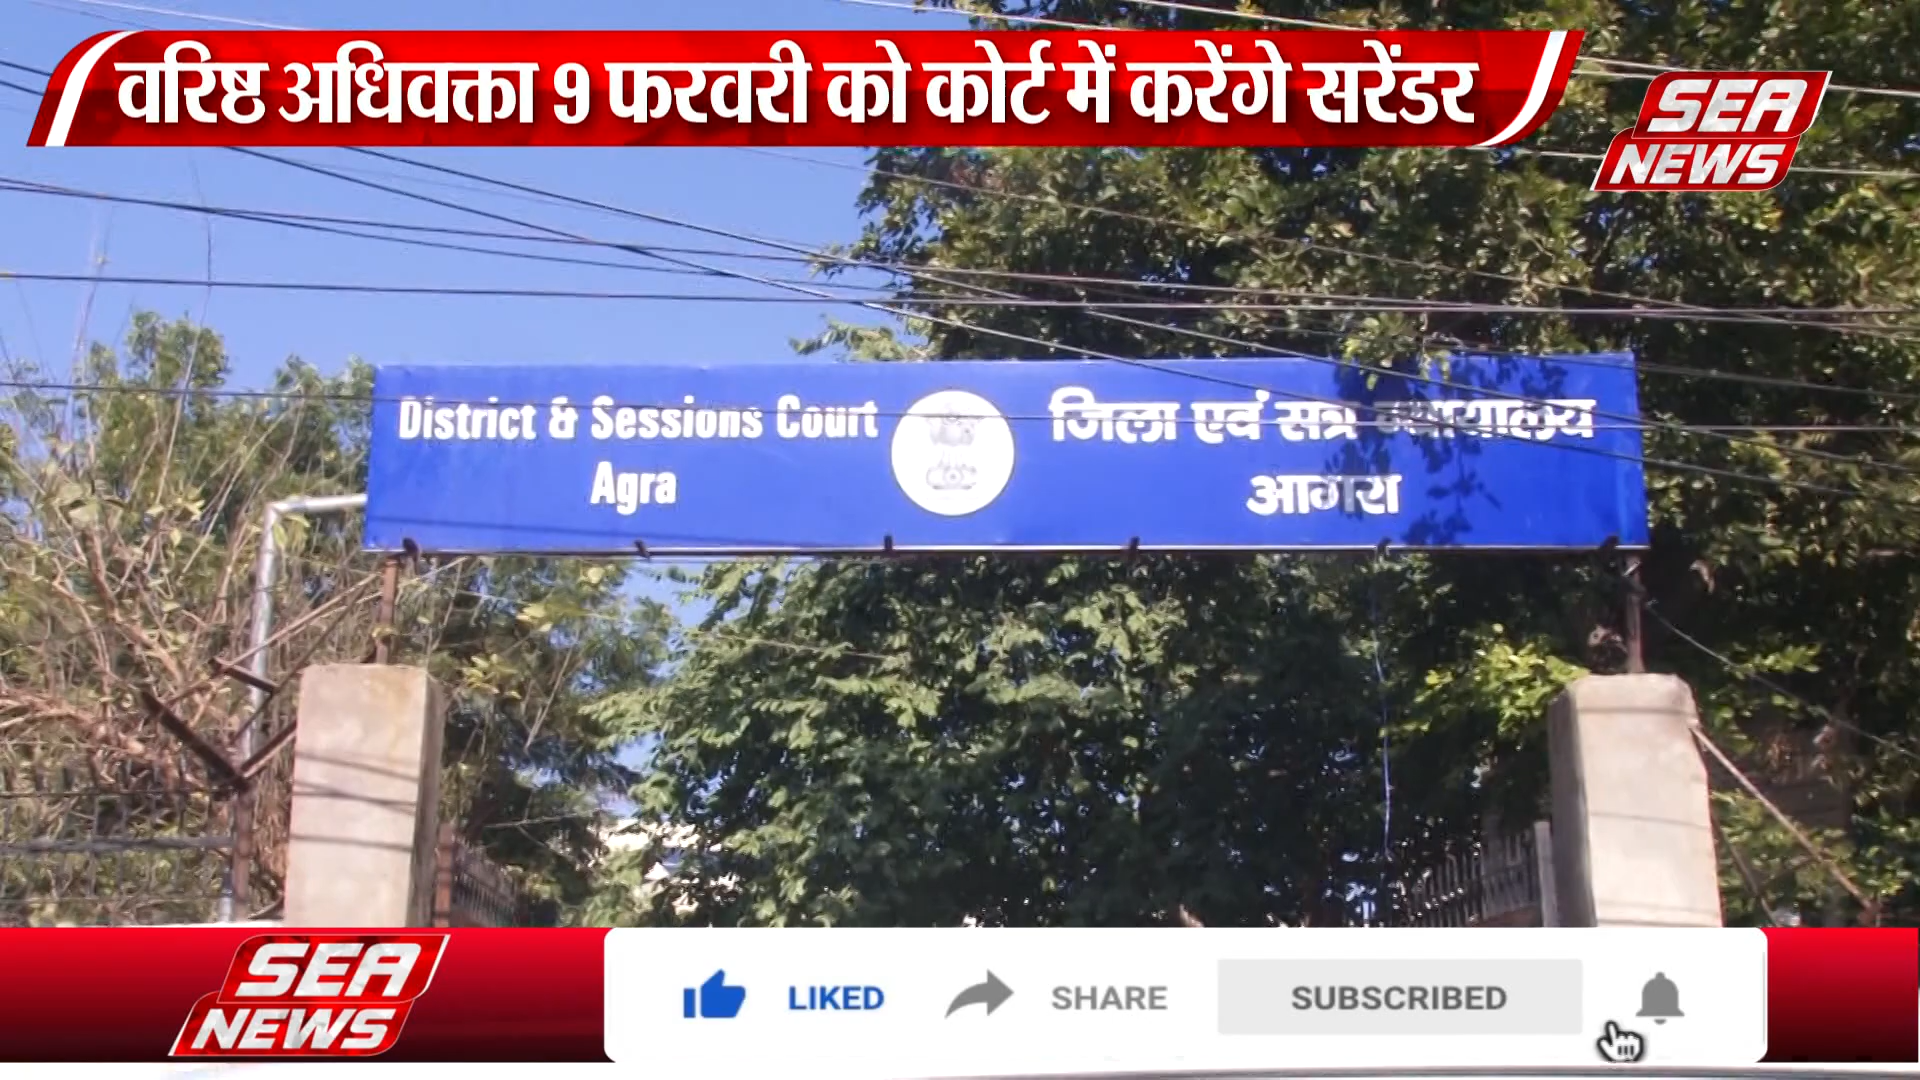 वरिष्ठ अधिवक्ता 9 फरवरी को कोर्ट में करेंगे सरेंडर
SEA
NEWS
District & Sessions Court
Agra
जिला एवं सत्र न्यायालय
आगरा
SEA
NEWS
LIKED
SHARE
SUBSCRIBED